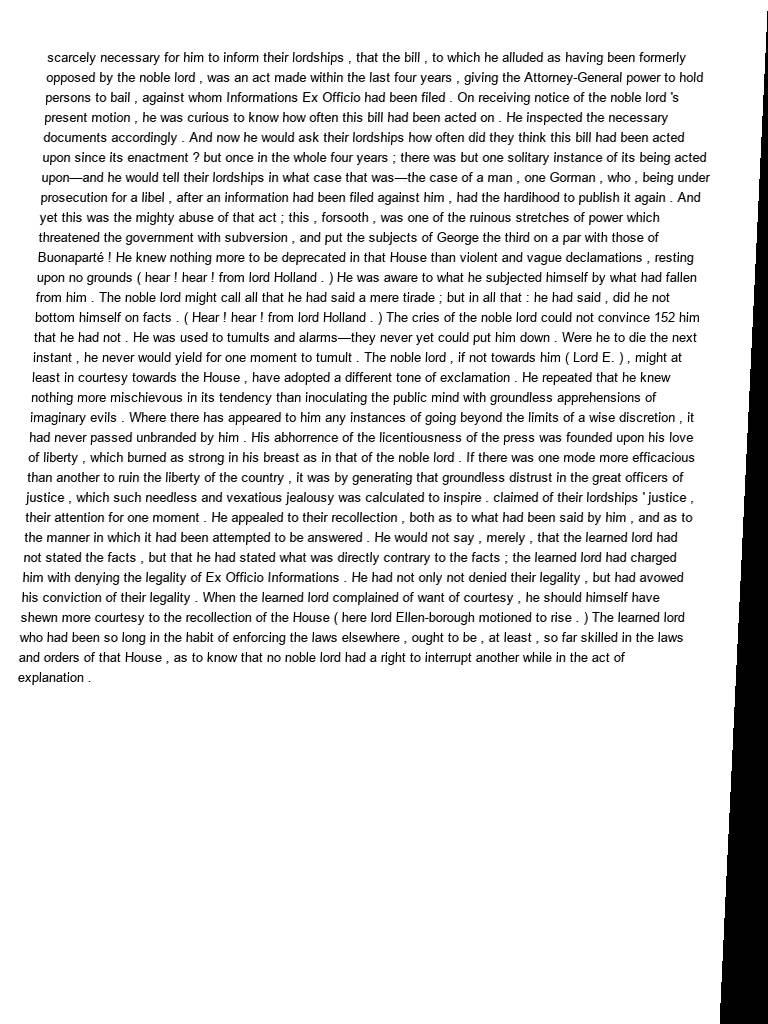 scarcely necessary for him to inform their lordships , that the bill , to which he alluded as having been formerly
opposed by the noble lord , was an act made within the last four years , giving the Attorney-General power to hold
persons to bail , against whom Informations Ex Officio had been filed . On receiving notice of the noble lord 's
present motion , he was curious to know how often this bill had been acted on . He inspected the necessary
documents accordingly . And now he would ask their lordships how often did they think this bill had been acted
upon since its enactment ? but once in the whole four years ; there was but one solitary instance of its being acted
upon—and he would tell their lordships in what case that was—the case of a man , one Gorman , who , being under
prosecution for a libel , after an information had been filed against him , had the hardihood to publish it again . And
yet this was the mighty abuse of that act ; this , forsooth , was one of the ruinous stretches of power which
threatened the government with subversion , and put the subjects of George the third on a par with those of
Buonaparté ! He knew nothing more to be deprecated in that House than violent and vague declamations , resting
upon no grounds ( hear ! hear ! from lord Holland . ) He was aware to what he subjected himself by what had fallen
from him . The noble lord might call all that he had said a mere tirade ; but in all that : he had said , did he not
bottom himself on facts . ( Hear ! hear ! from lord Holland . ) The cries of the noble lord could not convince 152 him
that he had not . He was used to tumults and alarms—they never yet could put him down . Were he to die the next
instant , he never would yield for one moment to tumult . The noble lord , if not towards him ( Lord E. ) , might at
least in courtesy towards the House , have adopted a different tone of exclamation . He repeated that he knew
nothing more mischievous in its tendency than inoculating the public mind with groundless apprehensions of
imaginary evils . Where there has appeared to him any instances of going beyond the limits of a wise discretion , it
had never passed unbranded by him . His abhorrence of the licentiousness of the press was founded upon his love
of liberty , which burned as strong in his breast as in that of the noble lord . If there was one mode more efficacious
than another to ruin the liberty of the country , it was by generating that groundless distrust in the great officers of
justice , which such needless and vexatious jealousy was calculated to inspire . claimed of their lordships ' justice ,
their attention for one moment . He appealed to their recollection , both as to what had been said by him , and as to
the manner in which it had been attempted to be answered . He would not say , merely , that the learned lord had
not stated the facts , but that he had stated what was directly contrary to the facts ; the learned lord had charged
him with denying the legality of Ex Officio Informations . He had not only not denied their legality , but had avowed
his conviction of their legality . When the learned lord complained of want of courtesy , he should himself have
shewn more courtesy to the recollection of the House ( here lord Ellen-borough motioned to rise . ) The learned lord
who had been so long in the habit of enforcing the laws elsewhere , ought to be , at least , so far skilled in the laws
and orders of that House , as to know that no noble lord had a right to interrupt another while in the act of
explanation .